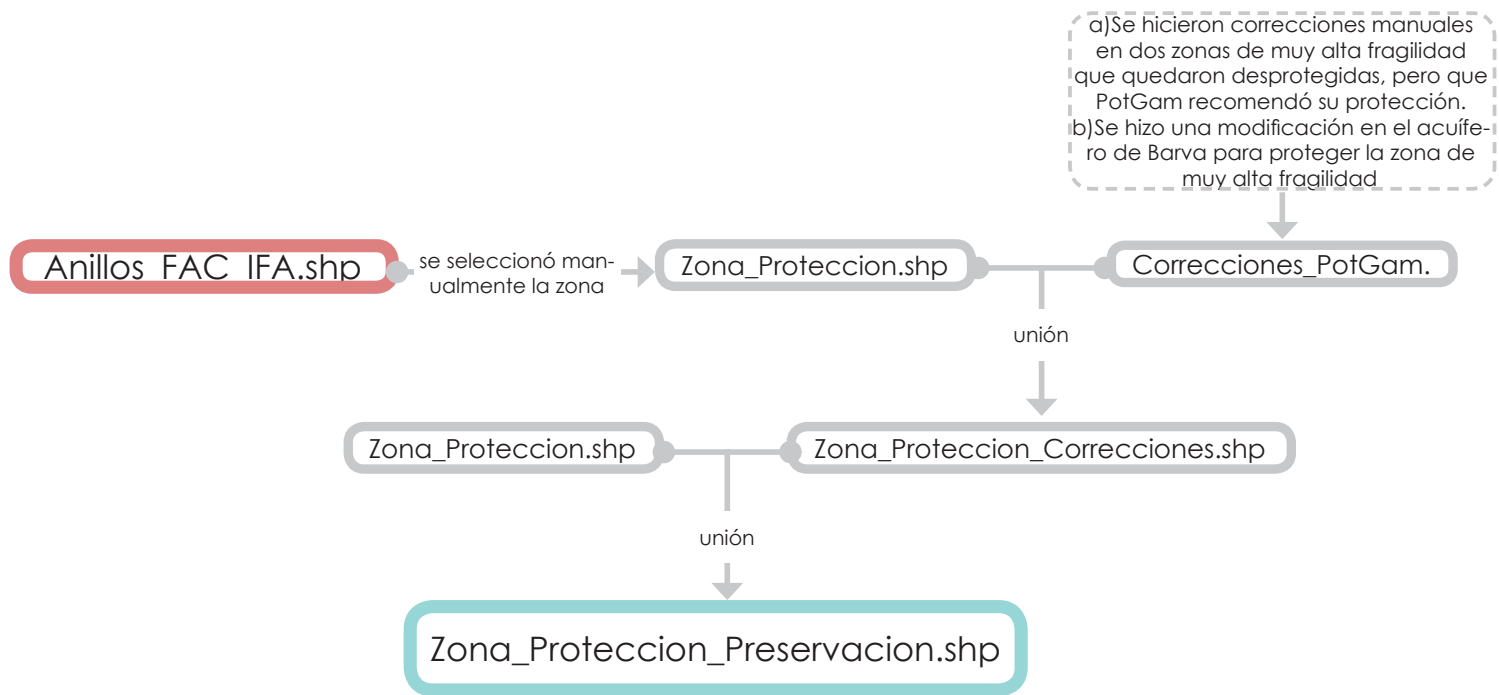 a)Se hicieron correcciones manuales
en dos zonas de muy alta fragilidad
que quedaron desprotegidas, pero que
PotGam recomendó su protección.
b)Se hizo una modificación en el acuífe-
ro de Barva para proteger la zona de
muy alta fragilidad
Anillos_FAC_IFA.shp
se seleccionó man-
ualmente la zona
Zona_Proteccion.shp
Correcciones_PotGam.
unión
Zona_Proteccion.shp
Zona_Proteccion_Correcciones.shp
unión
Zona_Proteccion_Preservacion.shp